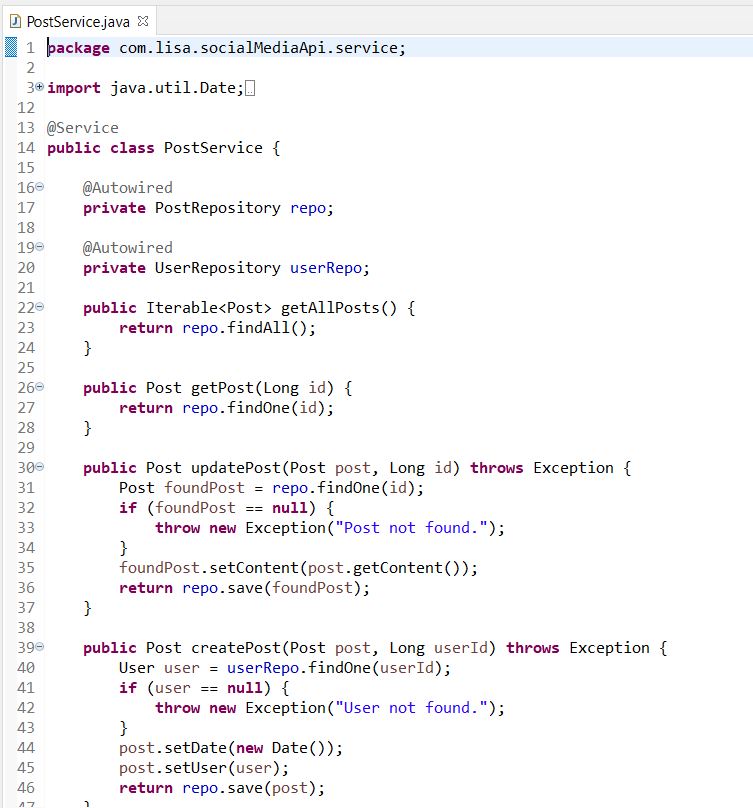 PostService.java
1 package com.lisa.socialMediaApi.service;
2
3 import java.util.Date;
12
13 @Service
14 public class PostService {
15
16     @Autowired
17     private PostRepository repo;
18
19     @Autowired
20     private UserRepository userRepo;
21
22     public Iterable<Post> getAllPosts() {
23         return repo.findAll();
24     }
25
26     public Post getPost(Long id) {
27         return repo.findOne(id);
28     }
29
30     public Post updatePost(Post post, Long id) throws Exception {
31         Post foundPost = repo.findOne(id);
32         if (foundPost == null) {
33             throw new Exception("Post not found.");
34         }
35         foundPost.setContent(post.getContent());
36         return repo.save(foundPost);
37     }
38
39     public Post createPost(Post post, Long userId) throws Exception {
40         User user = userRepo.findOne(userId);
41         if (user == null) {
42             throw new Exception("User not found.");
43         }
44         post.setDate(new Date());
45         post.setUser(user);
46         return repo.save(post);
47     }